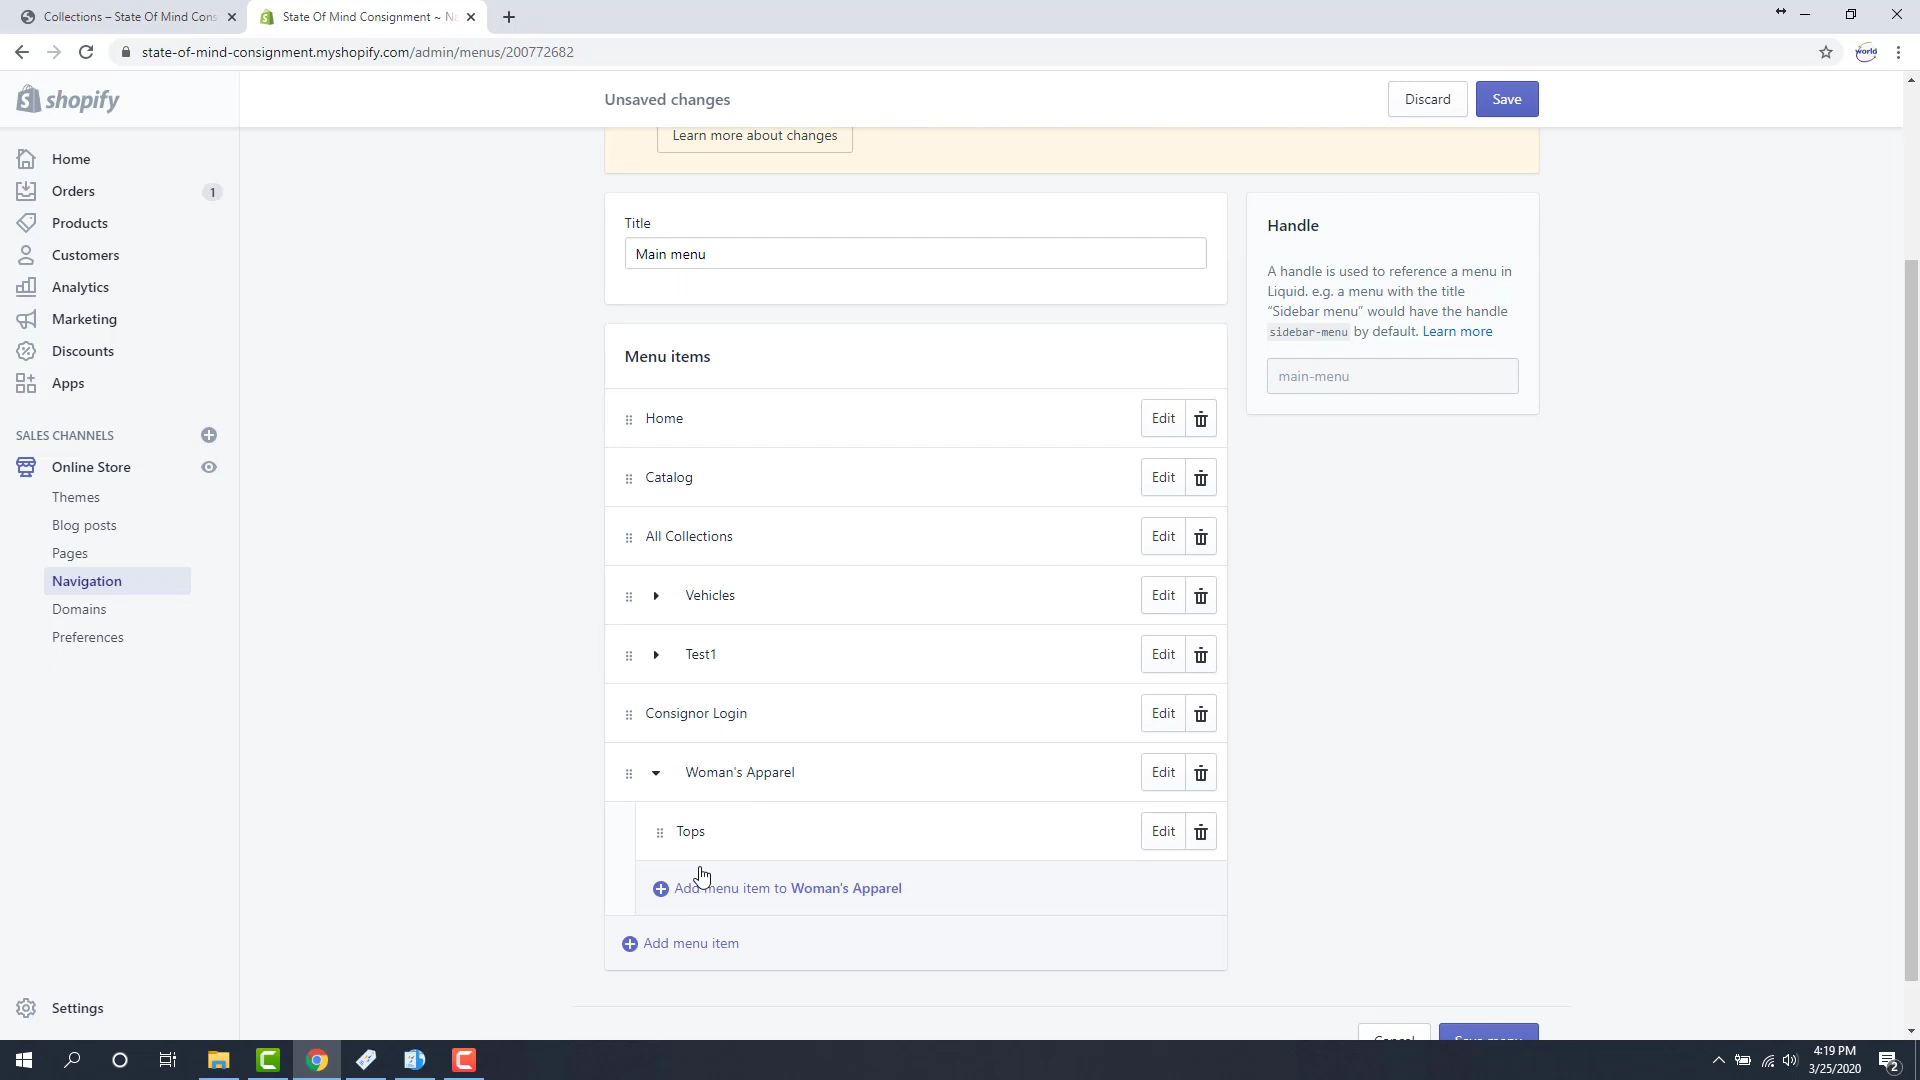 Collections – State Of Mind Cons
State Of Mind Consignment ~ Na
state-of-mind-consignment.myshopify.com/admin/menus/200772682
world
shopify
Unsaved changes
Discard
Save
Learn more about changes
Home
Orders
1
Products
Customers
Analytics
Marketing
Discounts
Apps
SALES CHANNELS
Online Store
Themes
Blog posts
Pages
Navigation
Domains
Preferences
Settings
Title
Main menu
Menu items
Home
Edit
Catalog
Edit
All Collections
Edit
Vehicles
Edit
Test1
Edit
Consignor Login
Edit
Woman's Apparel
Edit
Tops
Edit
Add menu item to Woman's Apparel
Add menu item
Handle
A handle is used to reference a menu in
Liquid. e.g. a menu with the title
“Sidebar menu” would have the handle
sidebar-menu by default. Learn more
main-menu
Cancel
Save menu
4:19 PM
3/25/2020
2